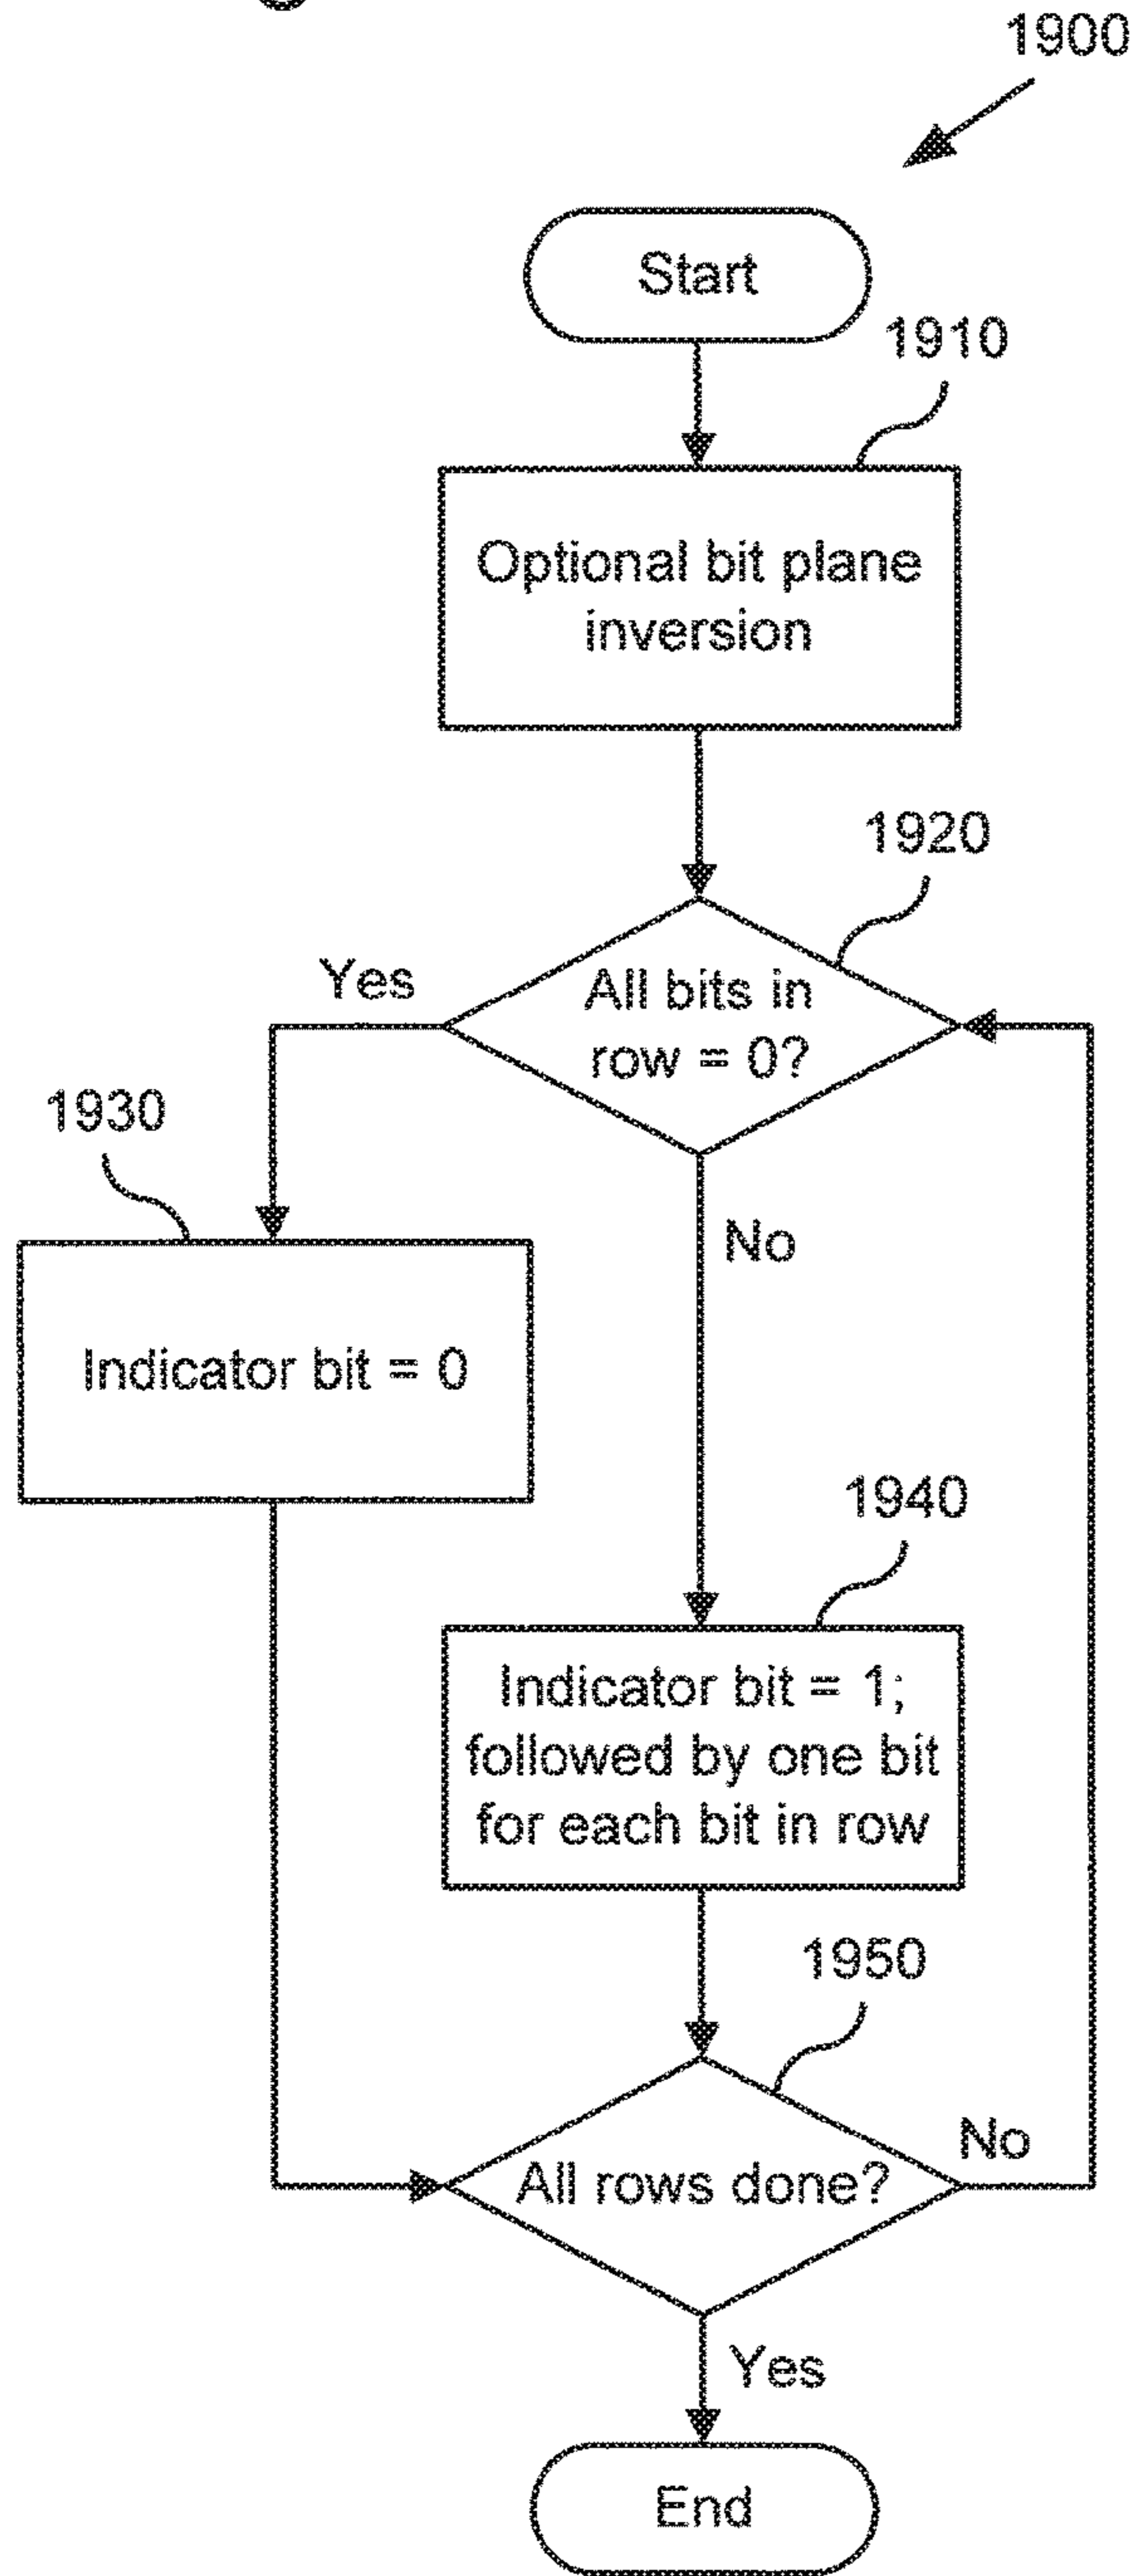 1900
Start
1910
Optional bit plane
inversion
1920
Yes
All bits in
row = 0?
1930
No
Indicator bit = 0
1940
Indicator bit = 1;
followed by one bit
for each bit in row
1950
No
All rows done?
Yes
End